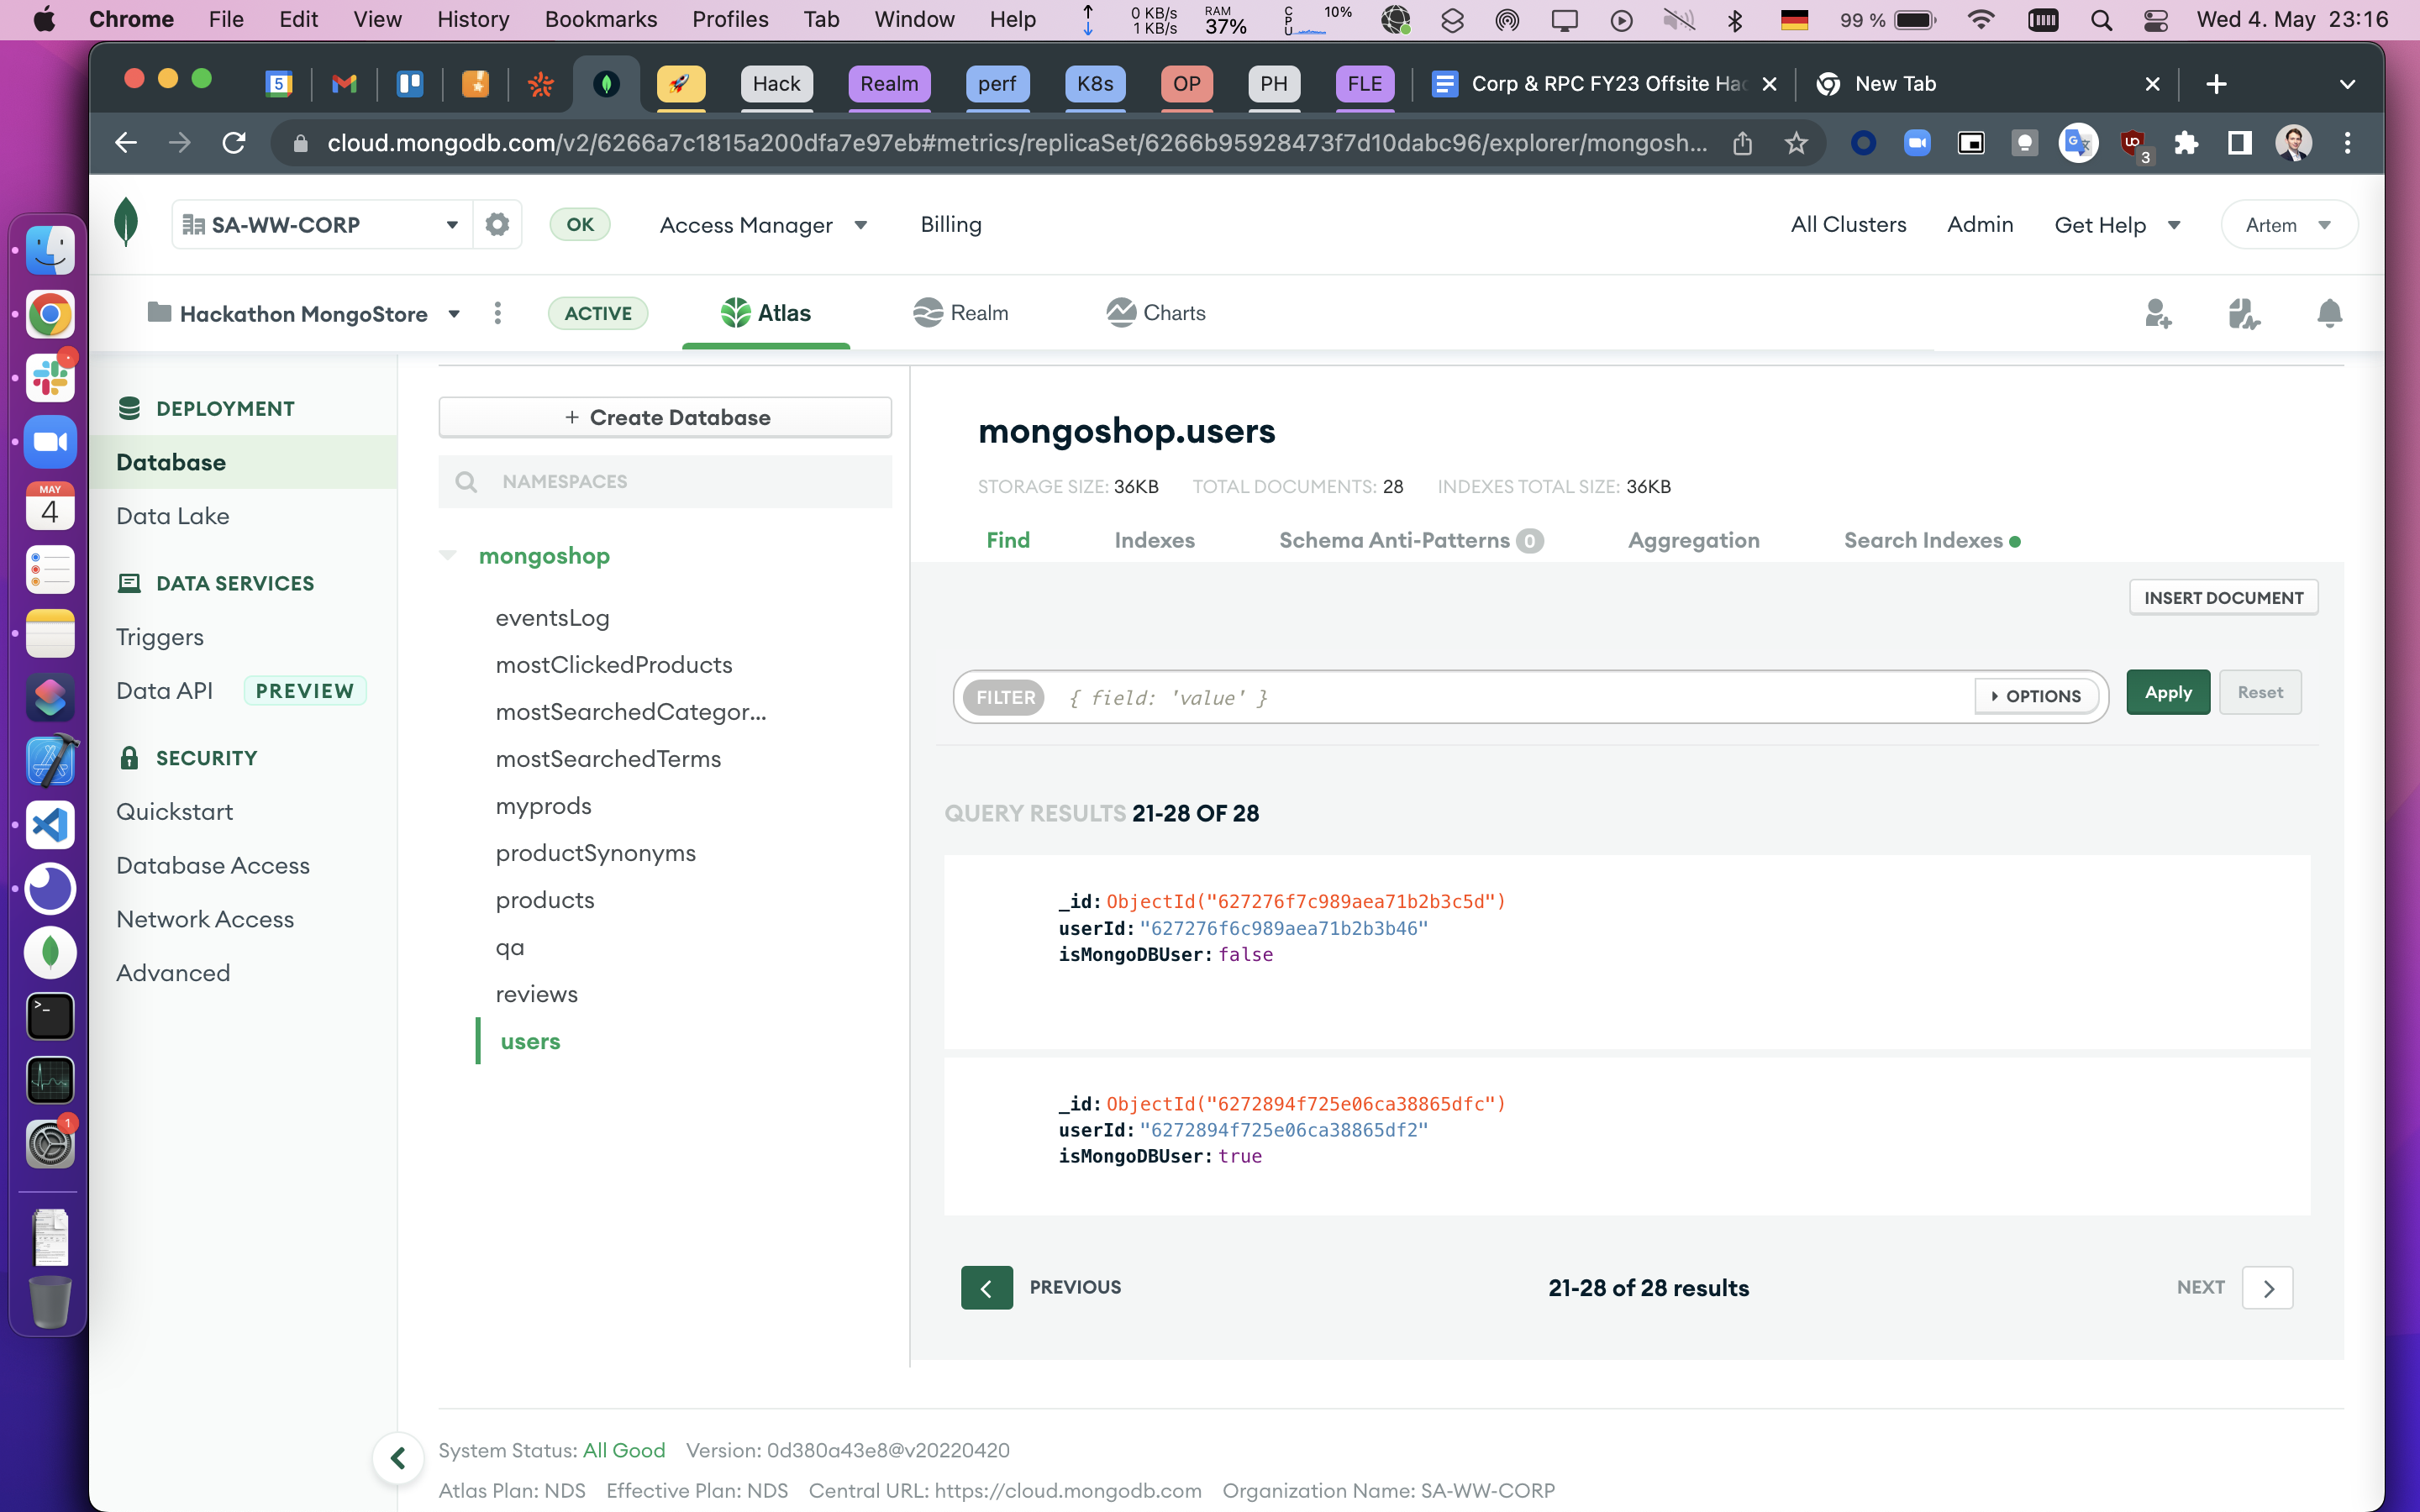 Chrome File Edit View History Bookmarks Profiles Tab Window Help 0 KB/s 1 KB/s RAM 37% CPU 10% 99 % Wed 4. May 23:16
5 Hack Realm perf K8s OP PH FLE Corp & RPC FY23 Offsite Hac New Tab
cloud.mongodb.com/v2/6266a7c1815a200dfa7e97eb#metrics/replicaSet/6266b95928473f7d10dabc96/explorer/mongosh... 3
SA-WW-CORP OK Access Manager Billing All Clusters Admin Get Help Artem
Hackathon MongoStore ACTIVE Atlas Realm Charts
MAY
4
1
DEPLOYMENT
Database
Data Lake
DATA SERVICES
Triggers
Data API PREVIEW
SECURITY
Quickstart
Database Access
Network Access
Advanced
+ Create Database
NAMESPACES
mongoshop
eventsLog
mostClickedProducts
mostSearchedCategor...
mostSearchedTerms
myprods
productSynonyms
products
qa
reviews
users
mongoshop.users
STORAGE SIZE: 36KB TOTAL DOCUMENTS: 28 INDEXES TOTAL SIZE: 36KB
Find Indexes Schema Anti-Patterns 0 Aggregation Search Indexes
INSERT DOCUMENT
FILTER { field: 'value' } OPTIONS Apply Reset
QUERY RESULTS 21-28 OF 28
_id: ObjectId("627276f7c989aea71b2b3c5d")
userId: "627276f6c989aea71b2b3b46"
isMongoDBUser: false
_id: ObjectId("6272894f725e06ca38865dfc")
userId: "6272894f725e06ca38865df2"
isMongoDBUser: true
PREVIOUS 21-28 of 28 results NEXT
System Status: All Good Version: 0d380a43e8@v20220420
Atlas Plan: NDS Effective Plan: NDS Central URL: https://cloud.mongodb.com Organization Name: SA-WW-CORP